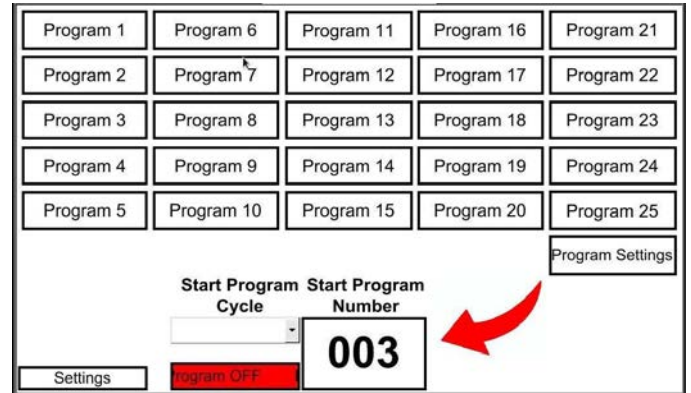 Program 1 Program 6 Program 11 Program 16 Program 21
Program 2 Program 7 Program 12 Program 17 Program 22
Program 3 Program 8 Program 13 Program 18 Program 23
Program 4 Program 9 Program 14 Program 19 Program 24
Program 5 Program 10 Program 15 Program 20 Program 25
Program Settings
Start Program Cycle
Start Program Number
003
Settings
rogram OFF